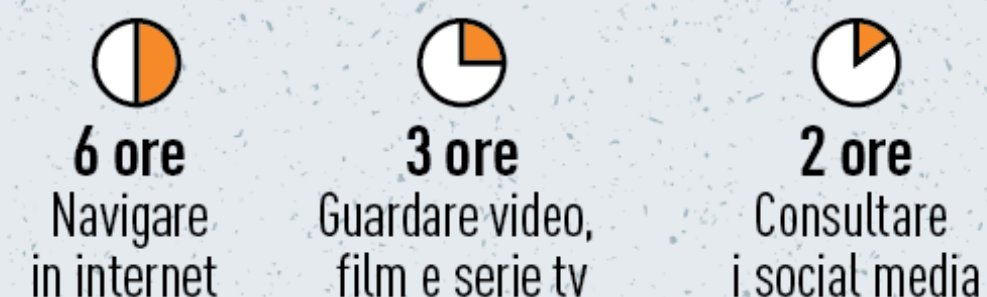 6 ore
Navigare
in internet
3 ore
Guardare video,
film e serie tv
2 ore
Consultare
i social media